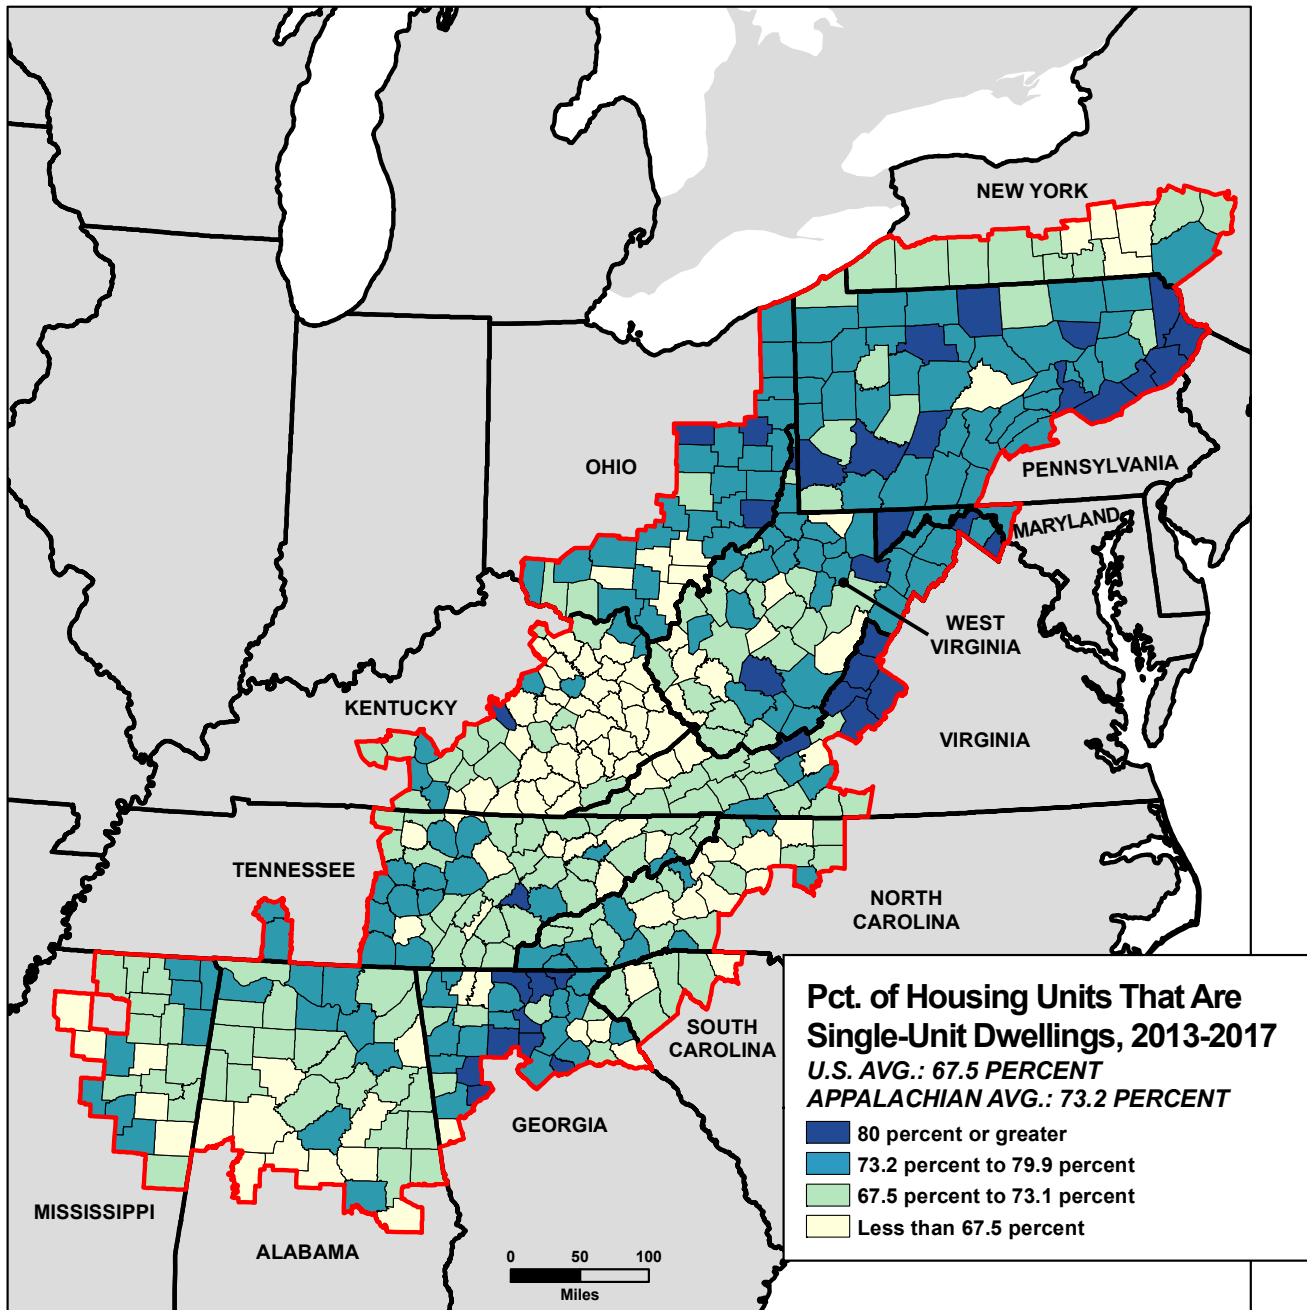 NEW YORK
OHIO
PENNSYLVANIA
MARYLAND
WEST
VIRGINIA
KENTUCKY
VIRGINIA
TENNESSEE
NORTH
CAROLINA
SOUTH
CAROLINA
GEORGIA
MISSISSIPPI
ALABAMA
Pct. of Housing Units That Are
Single-Unit Dwellings, 2013-2017
U.S. AVG.: 67.5 PERCENT
APPALACHIAN AVG.: 73.2 PERCENT
80 percent or greater
73.2 percent to 79.9 percent
67.5 percent to 73.1 percent
Less than 67.5 percent
0 50 100
Miles